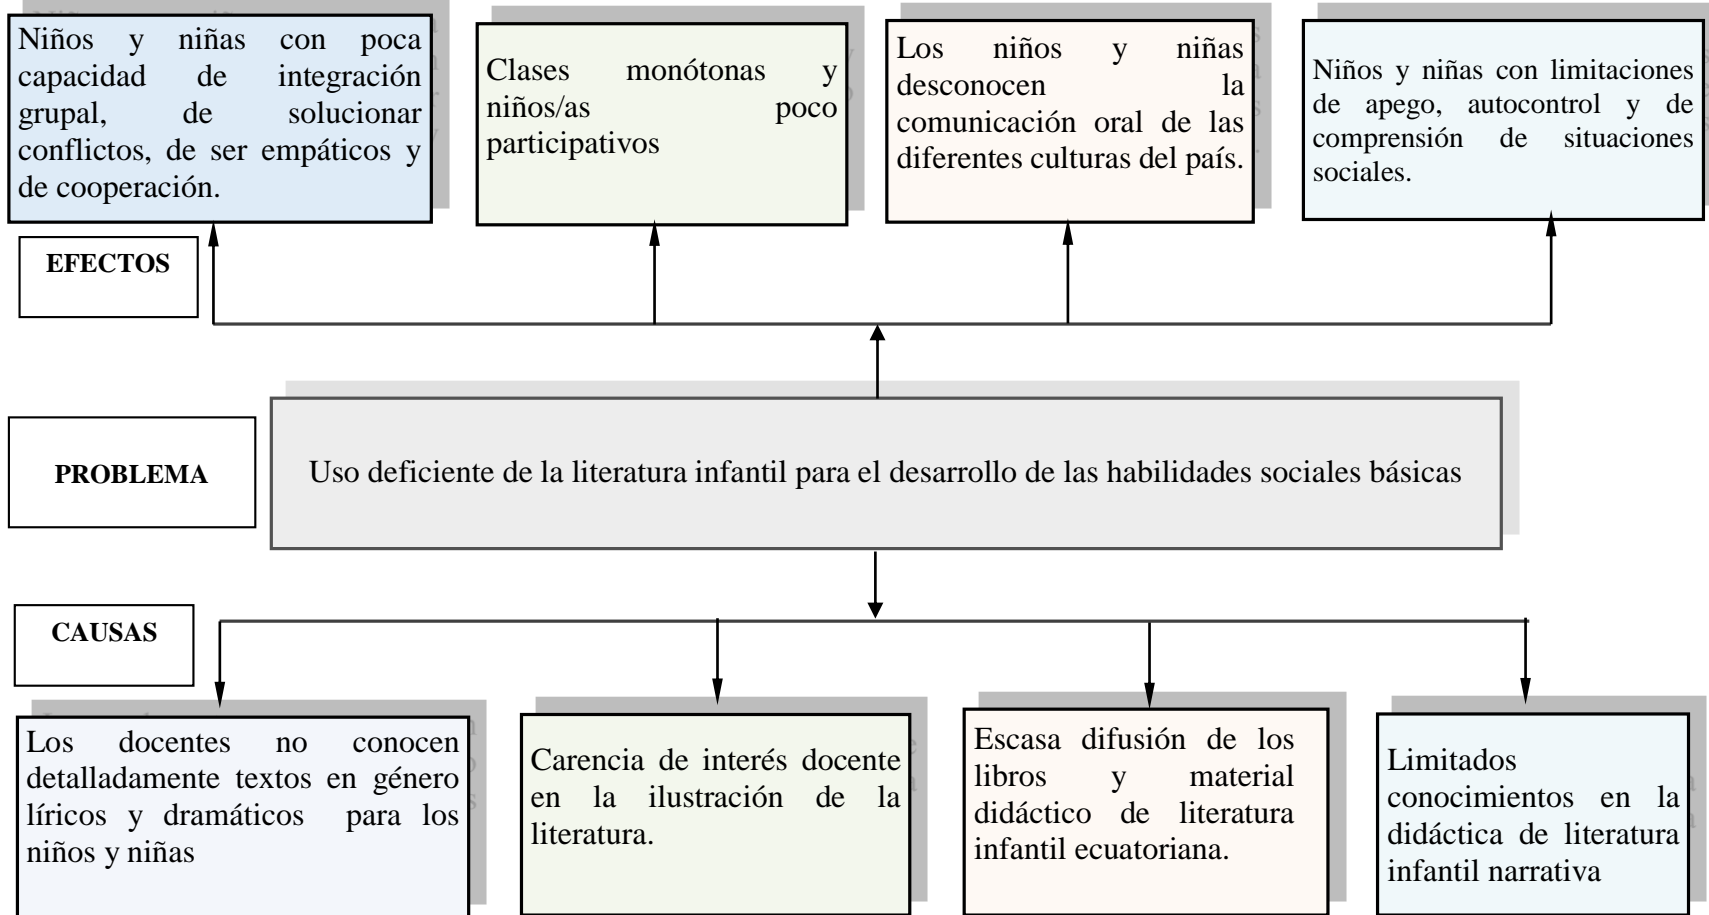 Niños y niñas con poca
capacidad de integración
grupal, de solucionar
conflictos, de ser empáticos y
de cooperación.
Clases monótonas y
niños/as poco
participativos
Los niños y niñas
desconocen la
comunicación oral de las
diferentes culturas del país.
Niños y niñas con limitaciones
de apego, autocontrol y de
comprensión de situaciones
sociales.
EFECTOS
PROBLEMA
Uso deficiente de la literatura infantil para el desarrollo de las habilidades sociales básicas
CAUSAS
Los docentes no conocen
detalladamente textos en género
líricos y dramáticos para los
niños y niñas
Carencia de interés docente
en la ilustración de la
literatura.
Escasa difusión de los
libros y material
didáctico de literatura
infantil ecuatoriana.
Limitados
conocimientos en la
didáctica de literatura
infantil narrativa